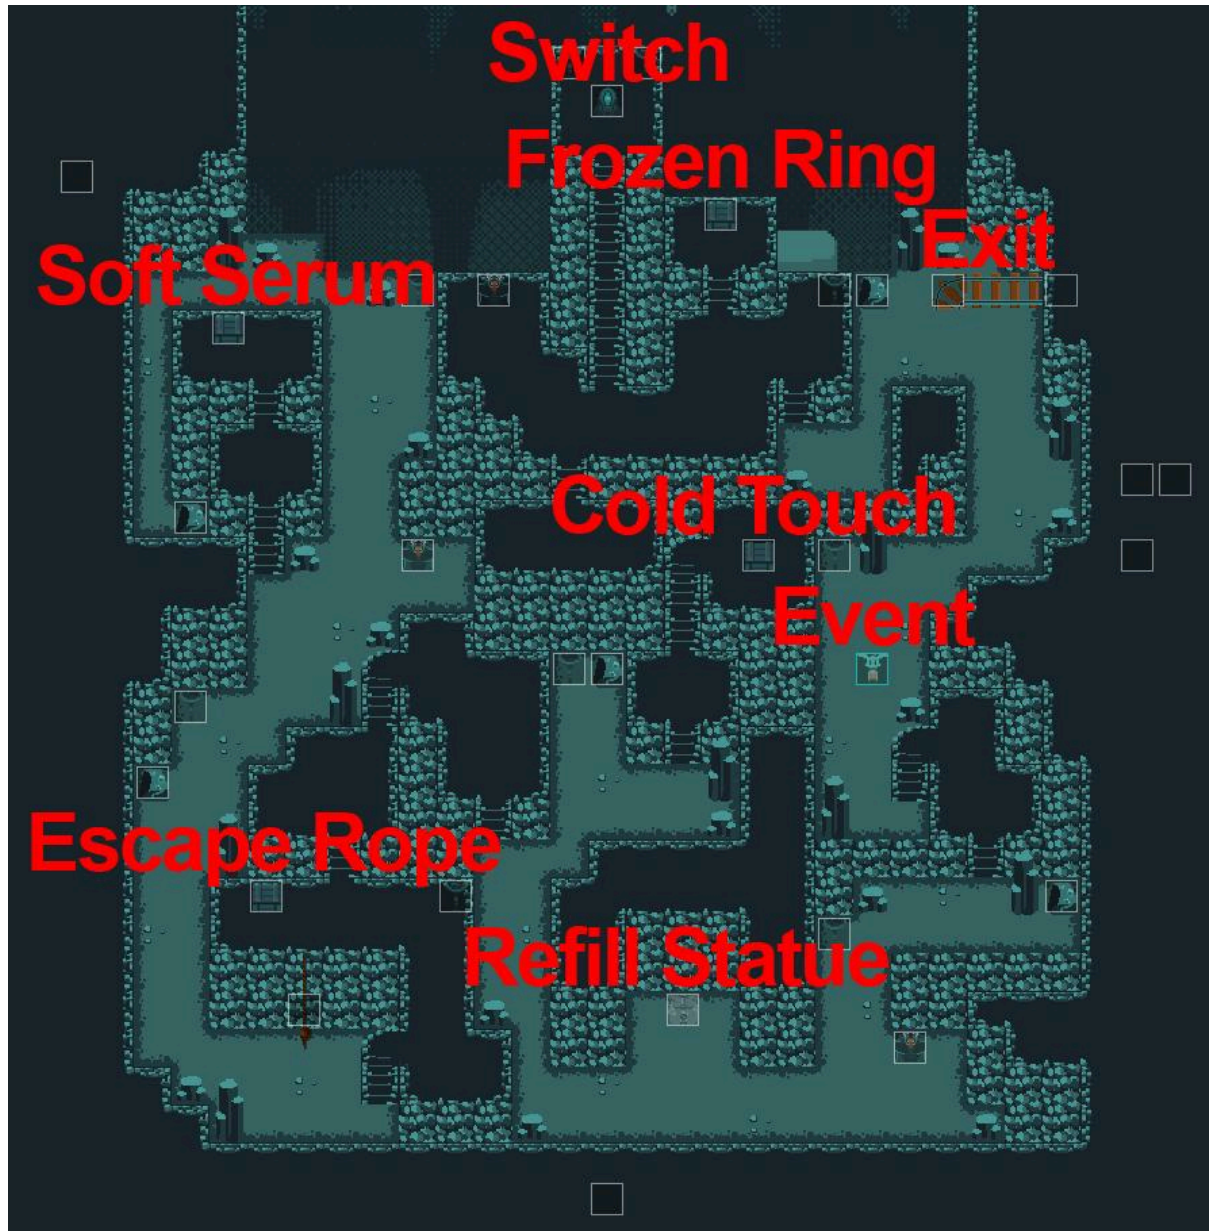 Switch
Frozen Ring
Exit
Soft Serum
Cold Touch
Event
Escape Rope
Refill Statue